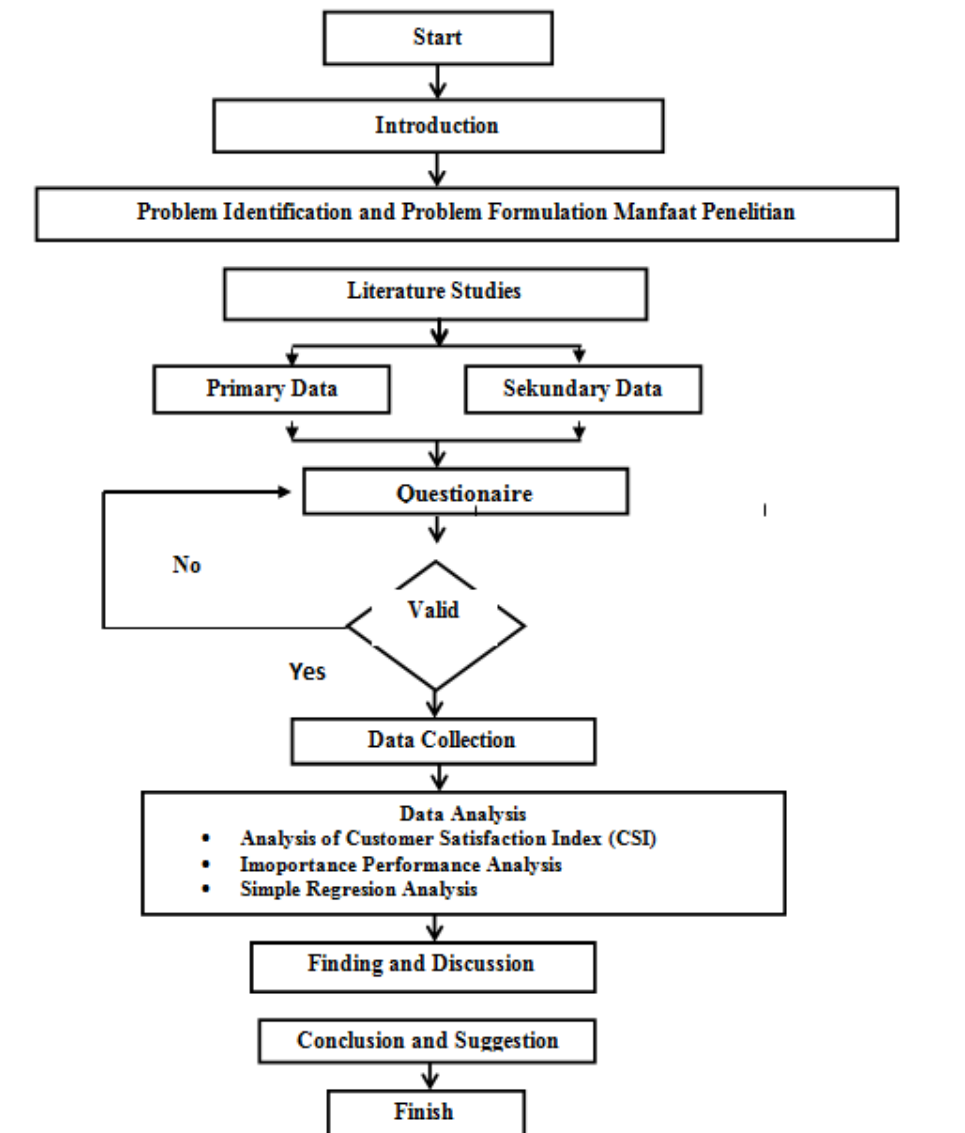 Start
Introduction
Problem Identification and Problem Formulation Manfaat Penelitian
Literature Studies
Primary Data
Sekundary Data
Questionaire
No
Valid
Yes
Data Collection
Data Analysis
• Analysis of Customer Satisfaction Index (CSI)
• Imoportance Performance Analysis
• Simple Regresion Analysis
Finding and Discussion
Conclusion and Suggestion
Finish